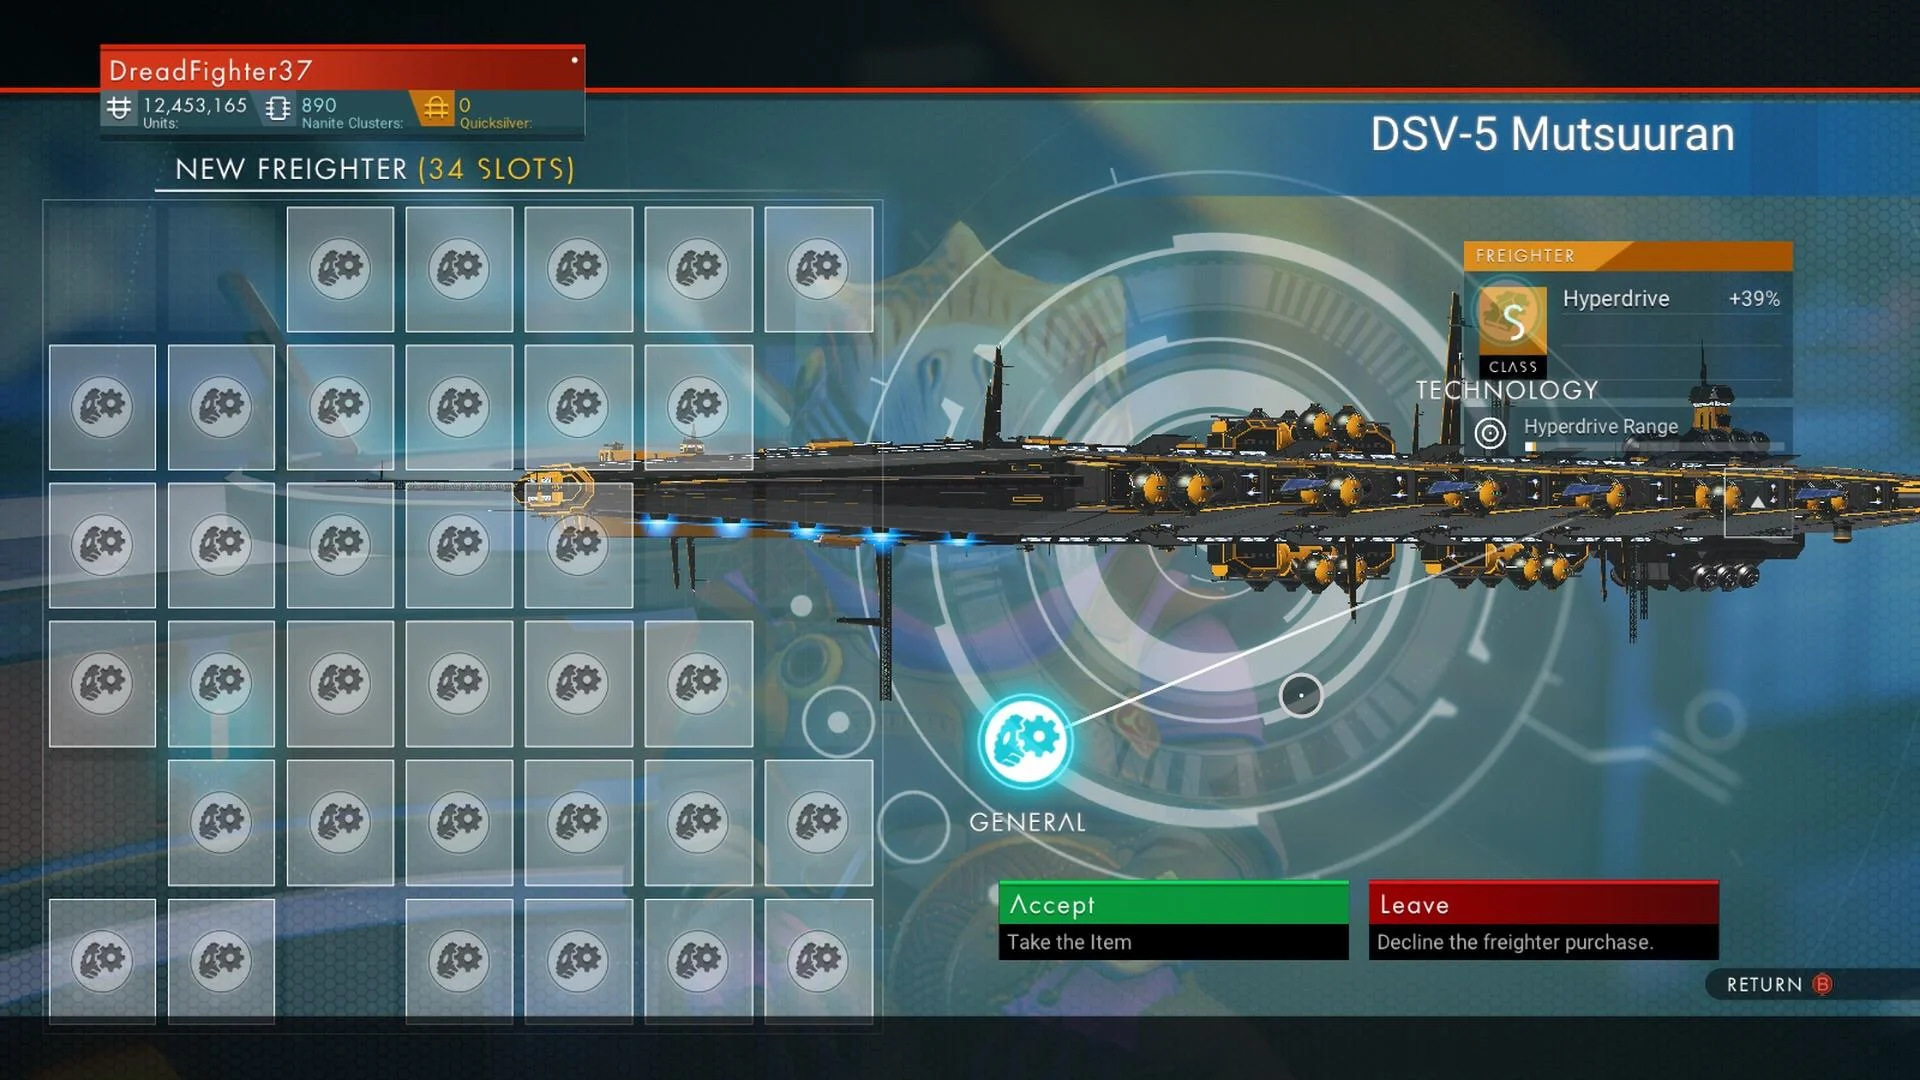 DreadFighter37
12,453,165
Units:
890
Nanite Clusters:
0
Quicksilver:
NEW FREIGHTER (34 SLOTS)
DSV-5 Mutsuuran
FREIGHTER
S
CLASS
Hyperdrive +39%
TECHNOLOGY
Hyperdrive Range
GENERAL
Accept
Take the Item
Leave
Decline the freighter purchase.
RETURN B